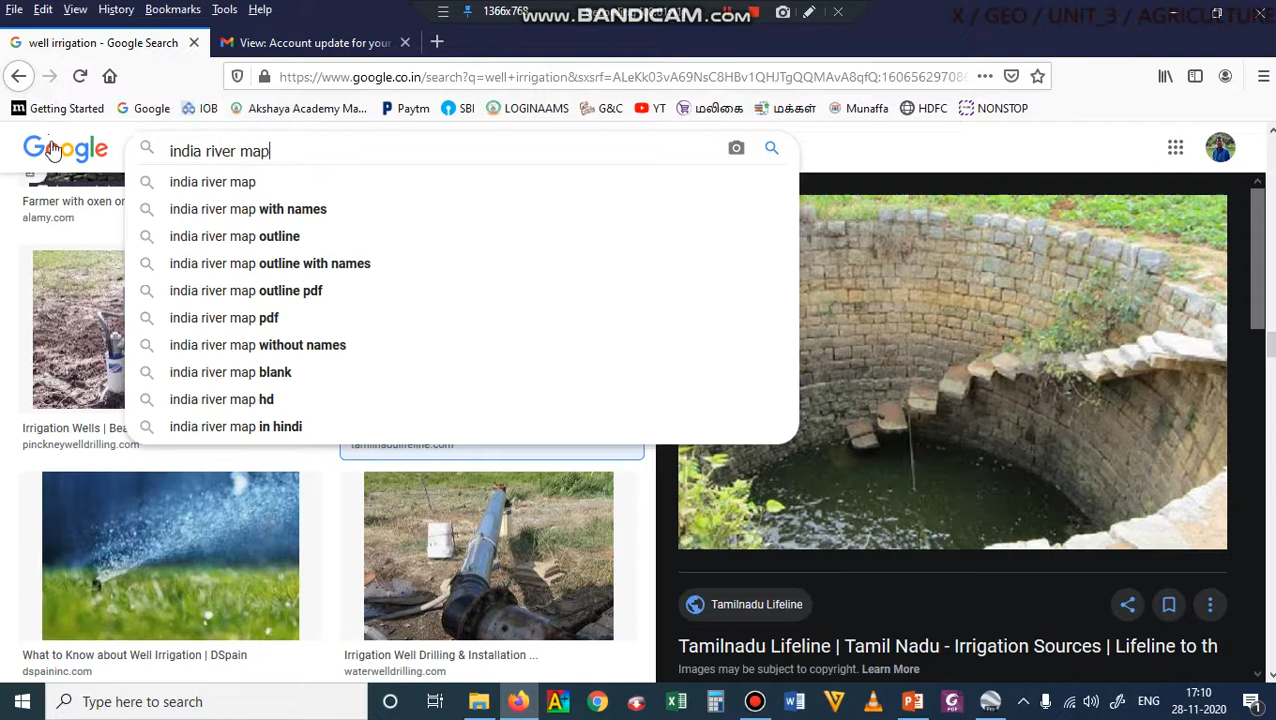 File Edit View History Bookmarks Tools Help
1366x768
www.BANDICAM.com
X / GEO / UNIT_3 / AGRICULTURE
well irrigation - Google Search
View: Account update for your
https://www.google.co.in/search?q=well+irrigation&sxsrf=ALeKk03vA69NsC8HBv1QHJTgQQMAvA8qfQ:16065629708
Getting Started Google IOB Akshaya Academy Ma... Paytm SBI LOGINAAMS G&C YT மளிகை மக்கள் Munaffa HDFC NONSTOP
Google
india river map
india river map
india river map with names
india river map outline
india river map outline with names
india river map outline pdf
india river map pdf
india river map without names
india river map blank
india river map hd
india river map in hindi
Farmer with oxen
alamy.com
Irrigation Wells |
pinckneywelldrilling.com
tamilnadulifeline.com
What to Know about Well Irrigation | DSpain
dspaininc.com
Irrigation Well Drilling & Installation ...
waterwelldrilling.com
Tamilnadu Lifeline
Tamilnadu Lifeline | Tamil Nadu - Irrigation Sources | Lifeline to th
Images may be subject to copyright. Learn More
Type here to search
ENG
17:10
28-11-2020